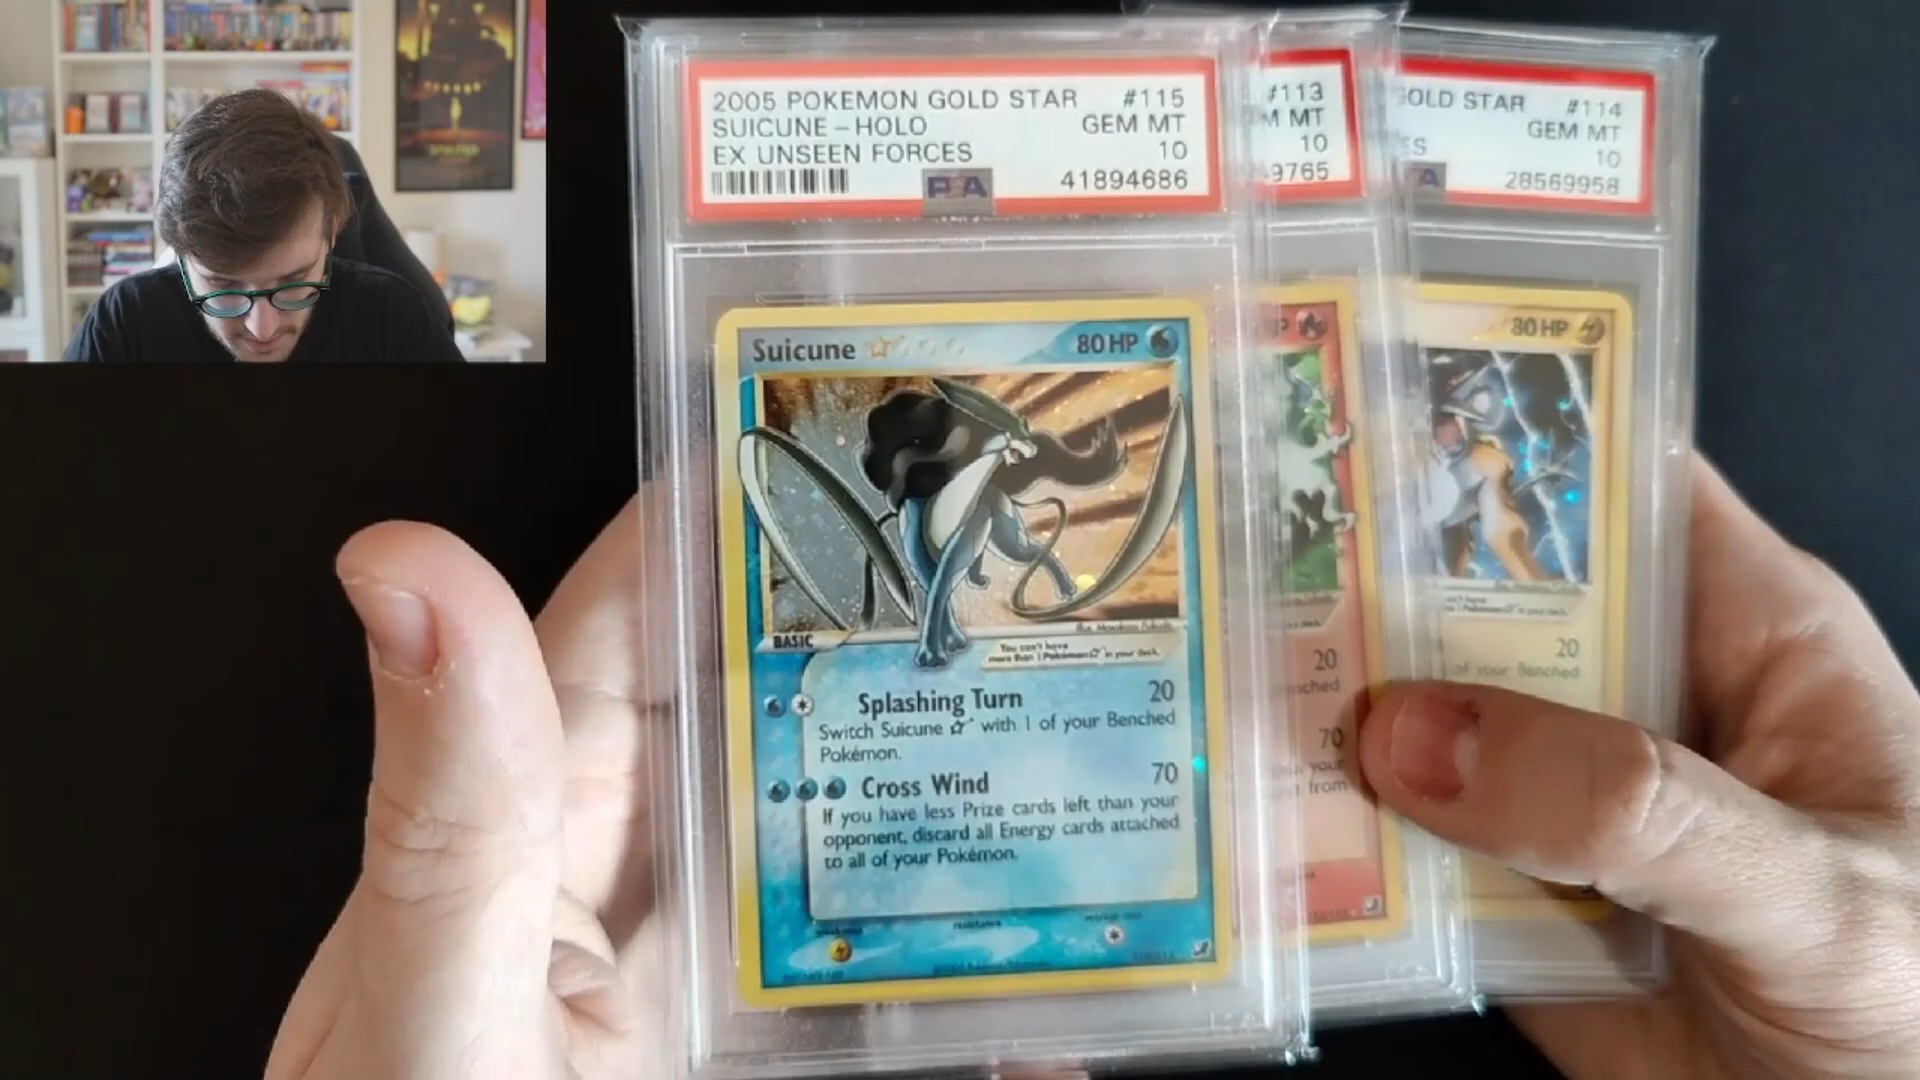 2005 POKEMON GOLD STAR #115
SUICUNE-HOLO GEM MT
EX UNSEEN FORCES 10
PSA 41894686
#113
MT
10
9765
GOLD STAR #114
GEM MT
10
28569958
Suicune 80 HP
BASIC
You can't have
more than 1 Pokémon ☆ in your deck.
Splashing Turn 20
Switch Suicune ☆ with 1 of your Benched
Pokémon.
Cross Wind 70
If you have less Prize cards left than your
opponent, discard all Energy cards attached
to all of your Pokémon.
weakness resistance retreat cost
20
70
your
from
80 HP
20
of your Benched